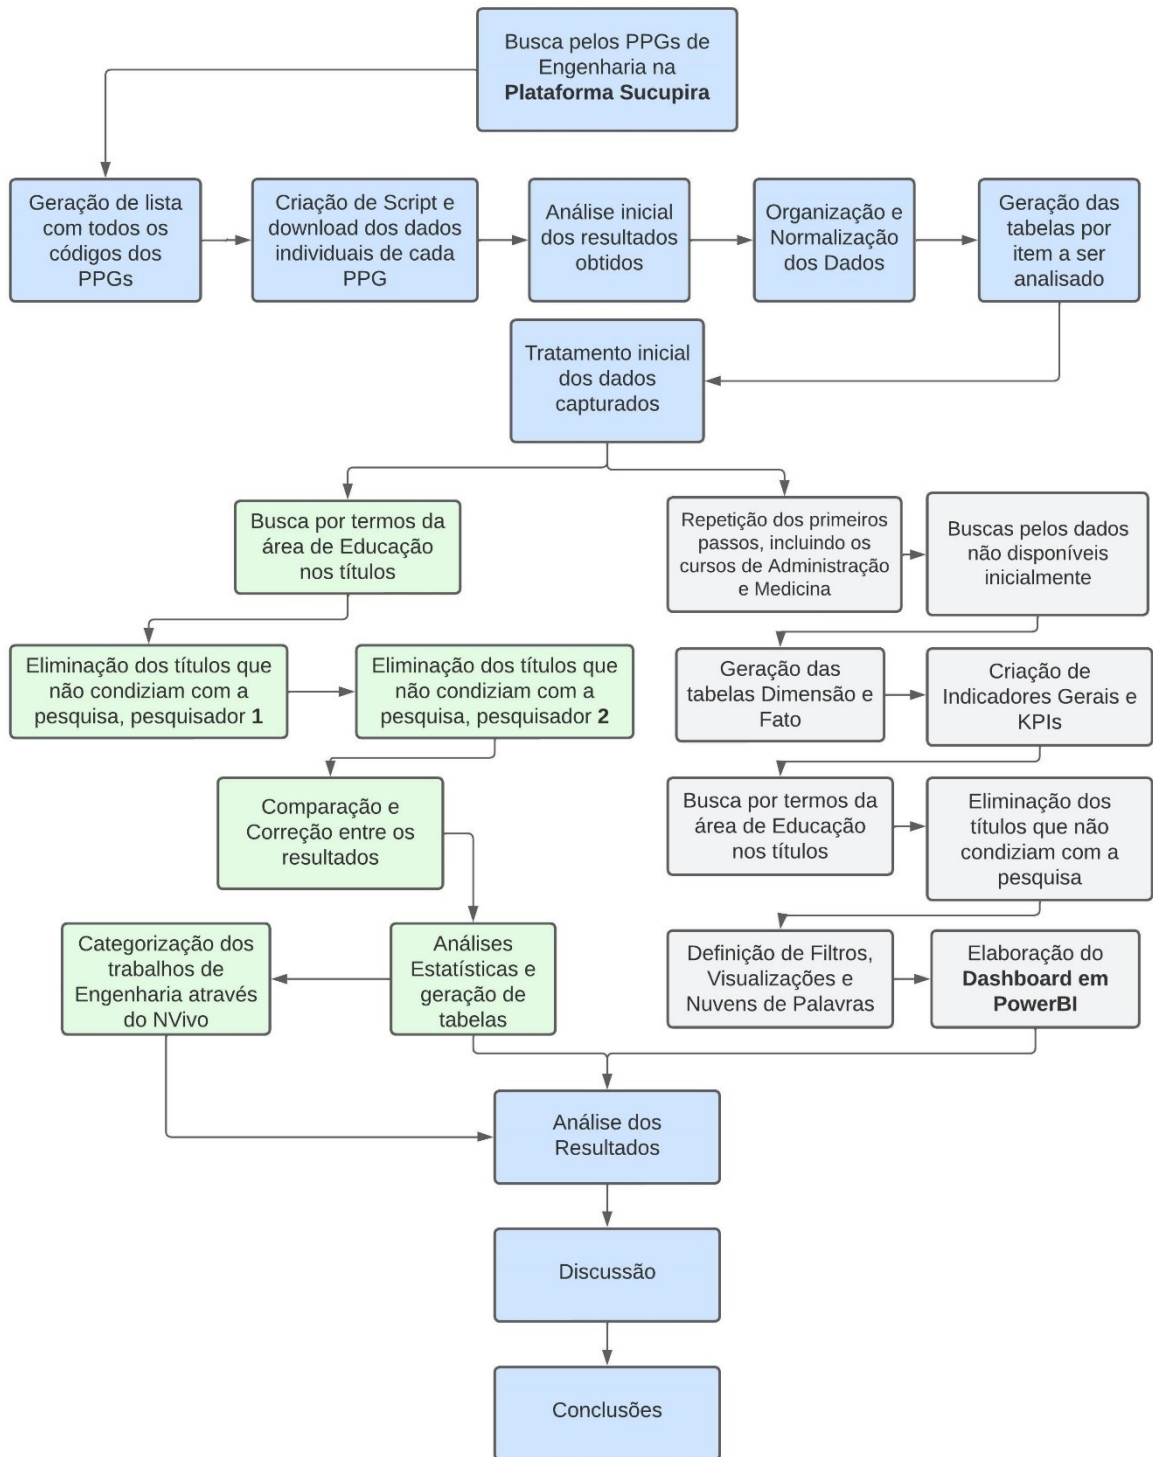 Busca pelos PPGs de
Engenharia na
Plataforma Sucupira
Geração de lista
com todos os
códigos dos
PPGs
Criação de Script e
download dos dados
individuais de cada
PPG
Análise inicial
dos resultados
obtidos
Organização e
Normalização
dos Dados
Geração das
tabelas por
item a ser
analisado
Tratamento inicial
dos dados
capturados
Busca por termos da
área de Educação
nos títulos
Repetição dos primeiros
passos, incluindo os
cursos de Administração
e Medicina
Buscas pelos dados
não disponíveis
inicialmente
Eliminação dos títulos que
não condiziam com a
pesquisa, pesquisador 1
Eliminação dos títulos que
não condiziam com a
pesquisa, pesquisador 2
Geração das
tabelas Dimensão e
Fato
Criação de
Indicadores Gerais e
KPIs
Comparação e
Correção entre os
resultados
Busca por termos da
área de Educação
nos títulos
Eliminação dos
títulos que não
condiziam com a
pesquisa
Categorização dos
trabalhos de
Engenharia através
do NVivo
Análises
Estatísticas e
geração de
tabelas
Definição de Filtros,
Visualizações e
Nuvens de Palavras
Elaboração do
Dashboard em
PowerBI
Análise dos
Resultados
Discussão
Conclusões